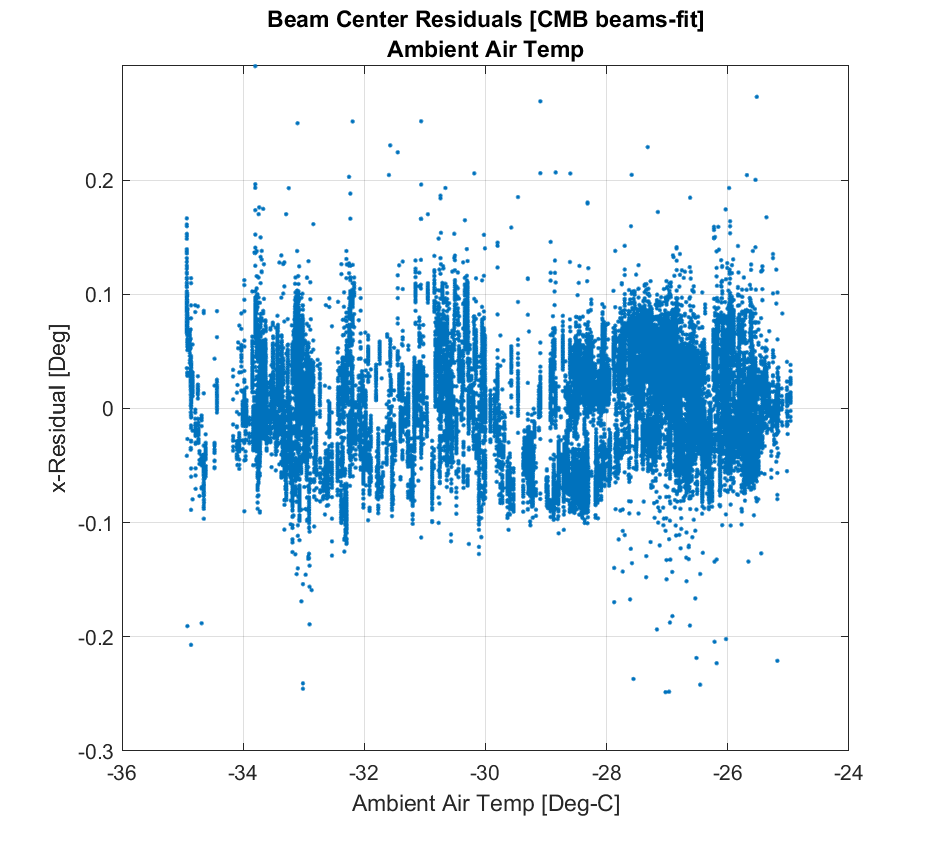 Beam Center Residuals [CMB beams-fit]
Ambient Air Temp
0.2
0.1
0
-0.1
-0.2
-0.3
x-Residual [Deg]
-36 -34 -32 -30 -28 -26 -24
Ambient Air Temp [Deg-C]